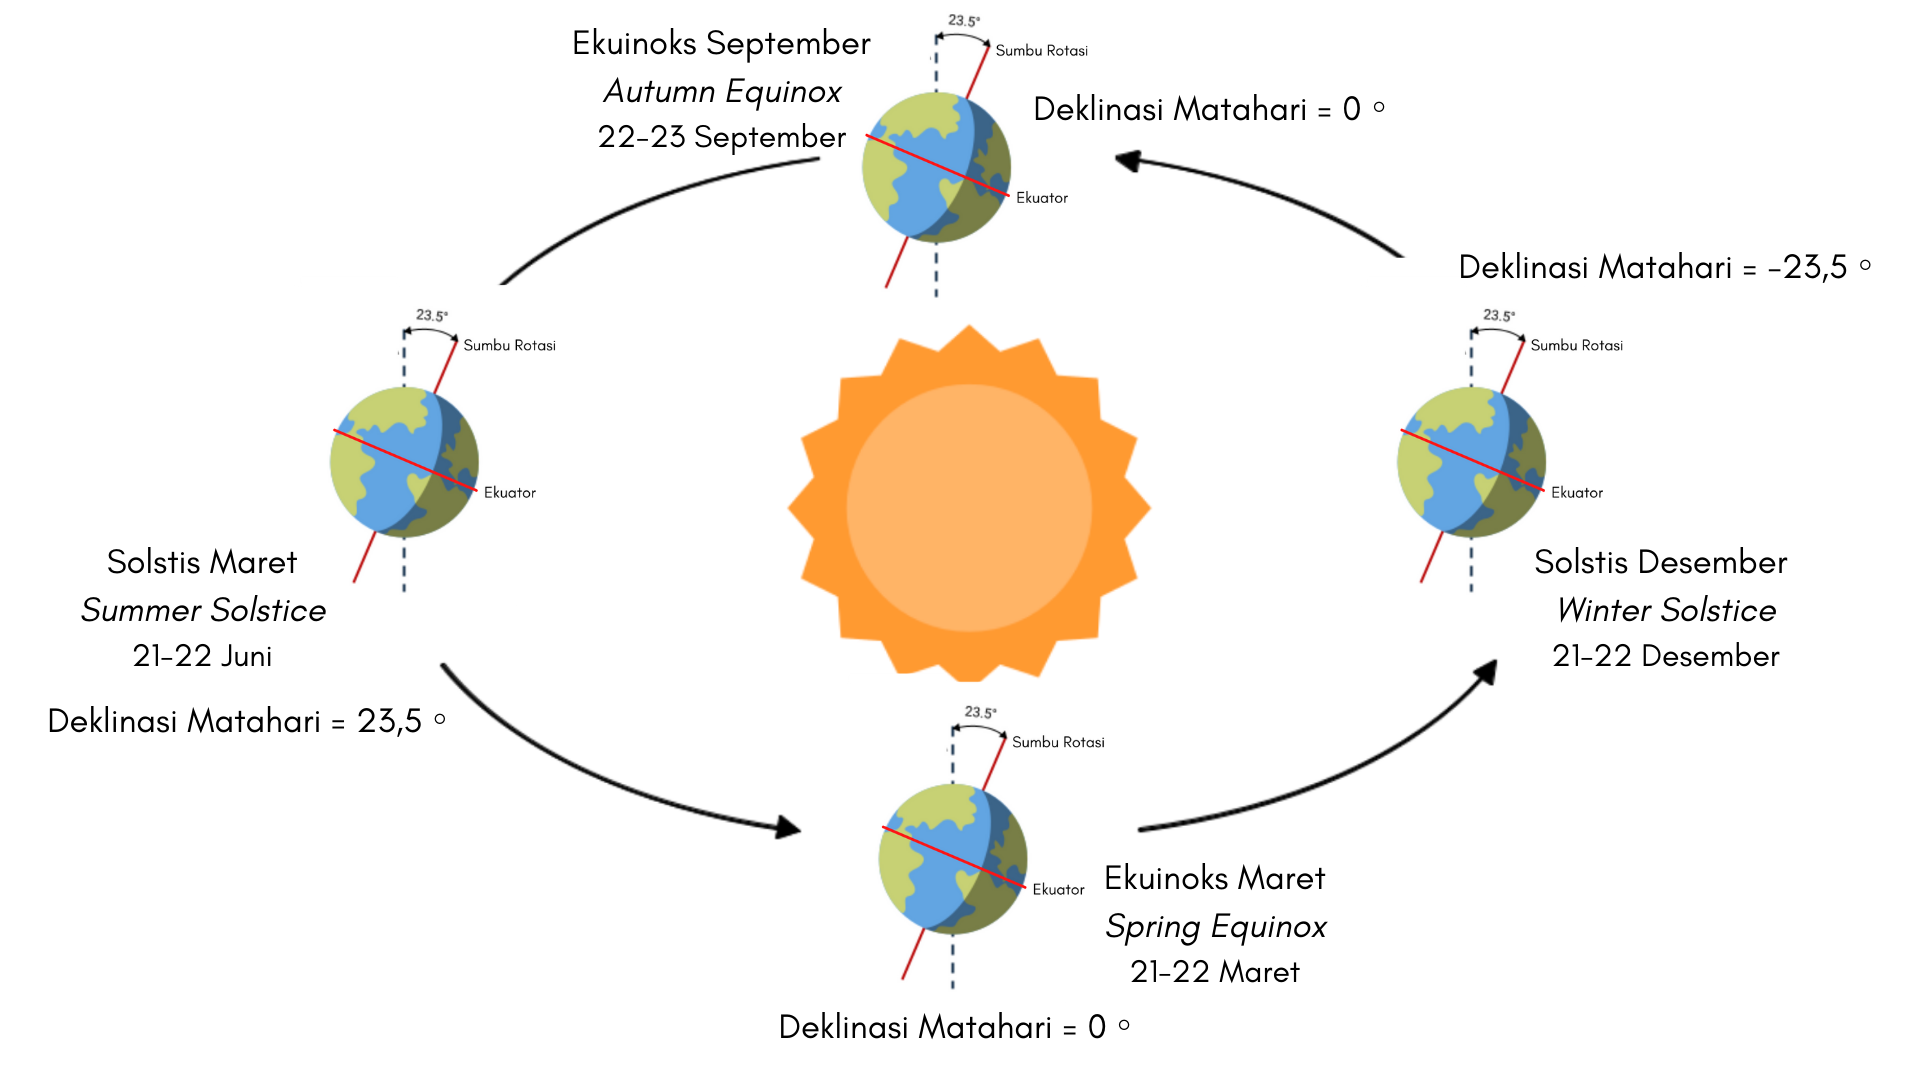 23.5°
Sumbu Rotasi
Ekuinoks September
Autumn Equinox
22-23 September
Deklinasi Matahari = 0 °
Ekuator
Deklinasi Matahari = -23,5 °
23.5°
Sumbu Rotasi
Ekuator
Solstis Maret
Summer Solstice
21-22 Juni
Deklinasi Matahari = 23,5 °
23.5°
Sumbu Rotasi
Ekuator
Solstis Desember
Winter Solstice
21-22 Desember
23.5°
Sumbu Rotasi
Ekuator
Ekuinoks Maret
Spring Equinox
21-22 Maret
Deklinasi Matahari = 0 °